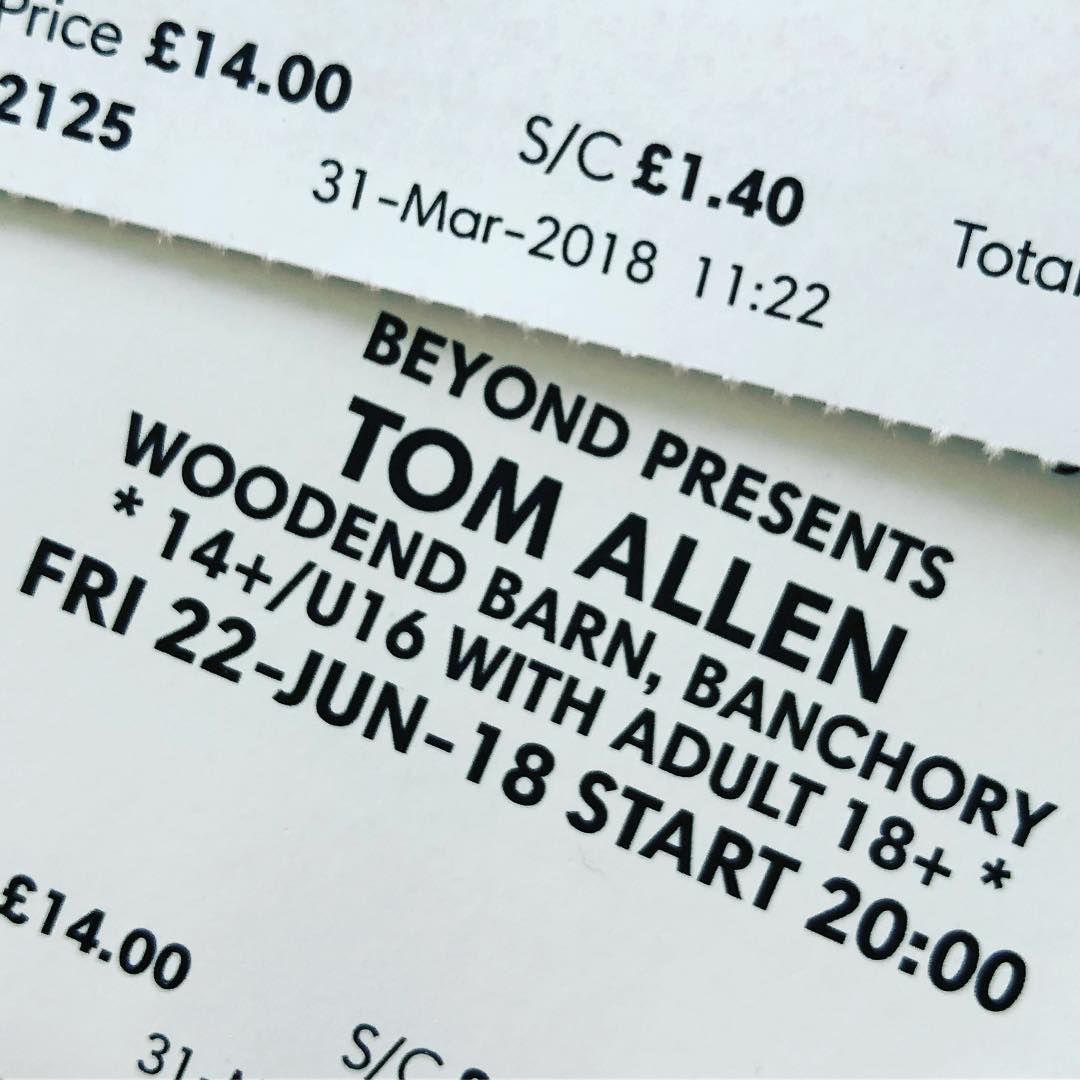 Price £14.00
S/C £1.40
Total
2125
31-Mar-2018 11:22
BEYOND PRESENTS
TOM ALLEN
WOODEND BARN, BANCHORY
* 14+/U16 WITH ADULT 18+ *
FRI 22-JUN-18 START 20:00
£14.00
S/C
31-